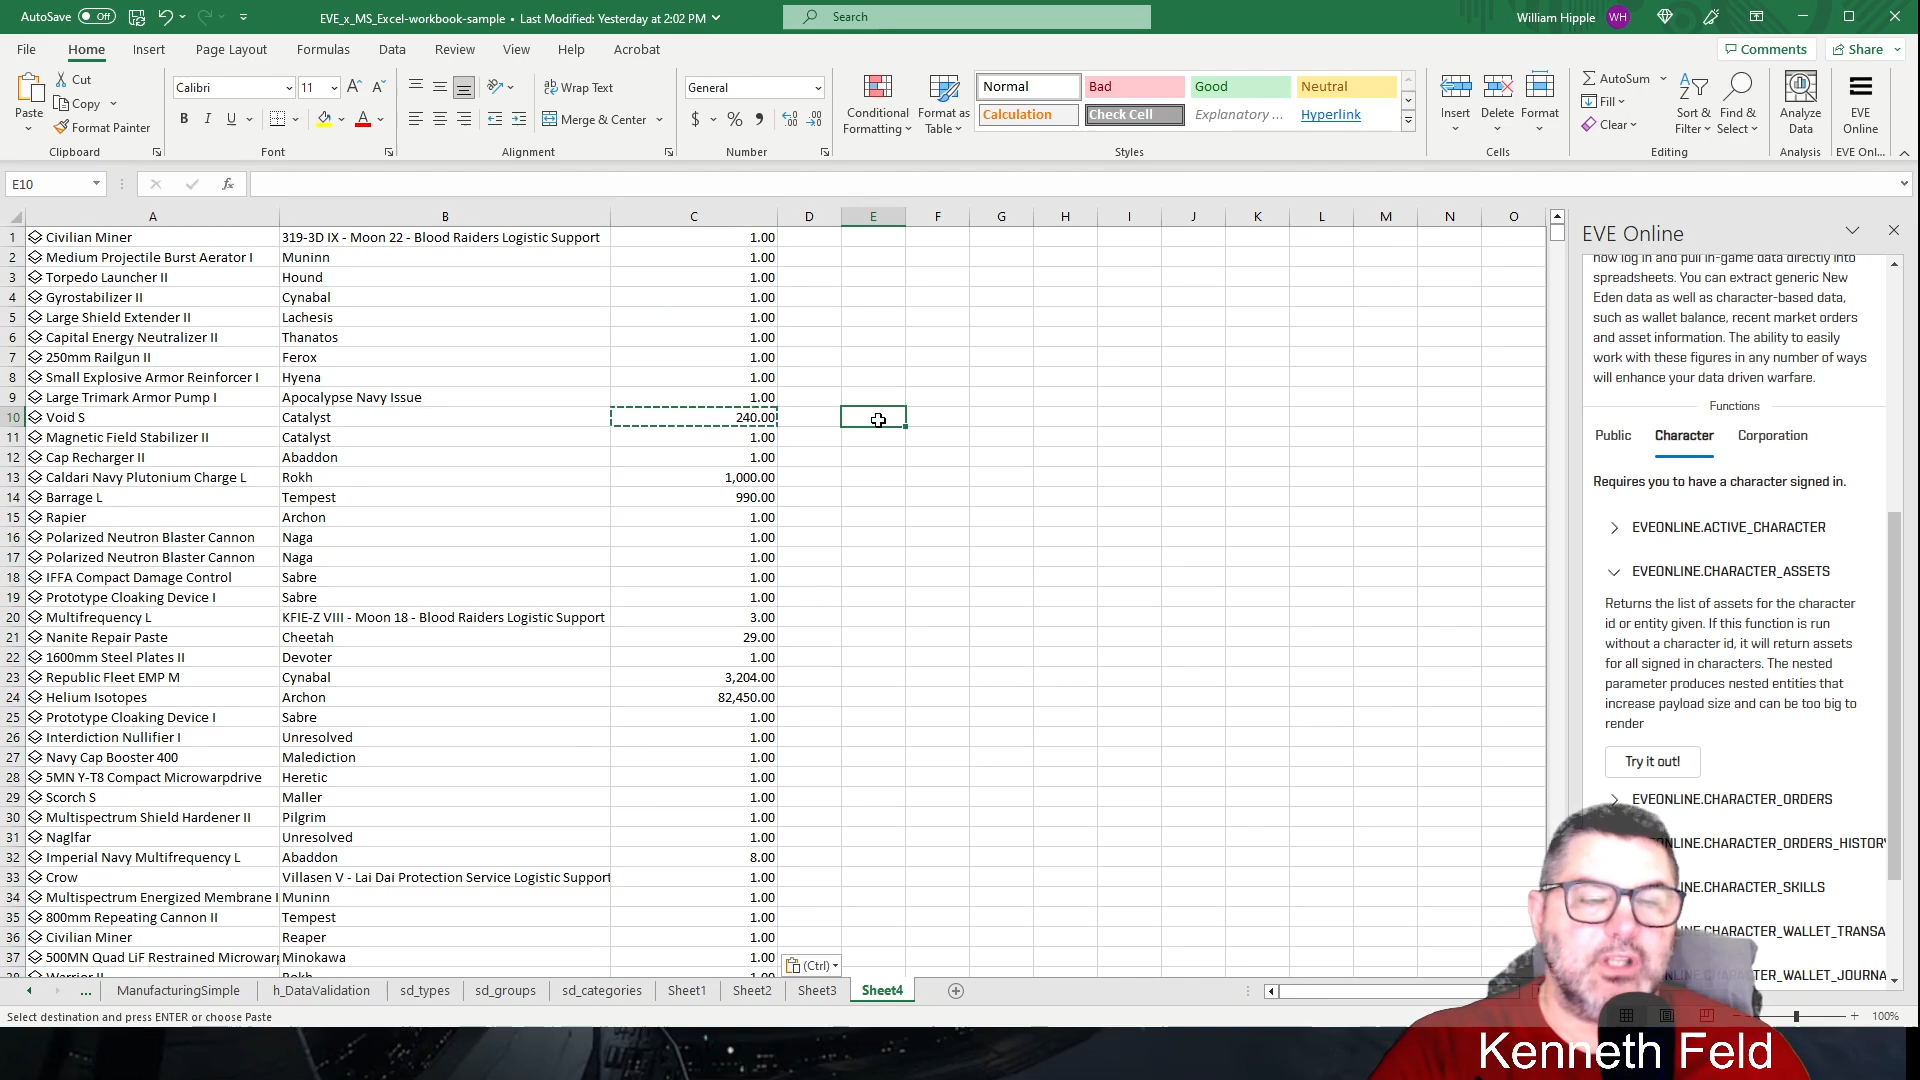 AutoSave Off EVE_x_MS_Excel-workbook-sample • Last Modified: Yesterday at 2:02 PM Search William Hipple WH
File Home Insert Page Layout Formulas Data Review View Help Acrobat Comments Share
Paste Cut Copy Format Painter Clipboard
Calibri 11 B I U Font
Wrap Text Merge & Center Alignment
General $ % Number
Conditional Formatting Format as Table
Normal Bad Good Neutral
Calculation Check Cell Explanatory ... Hyperlink
Styles
Insert Delete Format Cells
AutoSum Fill Clear Sort & Filter Find & Select Editing
Analyze Data Analysis
EVE Online EVE Onl...
E10 fx
A B C D E F G H I J K L M N O
1 Civilian Miner 319-3D IX - Moon 22 - Blood Raiders Logistic Support 1.00
2 Medium Projectile Burst Aerator I Muninn 1.00
3 Torpedo Launcher II Hound 1.00
4 Gyrostabilizer II Cynabal 1.00
5 Large Shield Extender II Lachesis 1.00
6 Capital Energy Neutralizer II Thanatos 1.00
7 250mm Railgun II Ferox 1.00
8 Small Explosive Armor Reinforcer I Hyena 1.00
9 Large Trimark Armor Pump I Apocalypse Navy Issue 1.00
10 Void S Catalyst 240.00
11 Magnetic Field Stabilizer II Catalyst 1.00
12 Cap Recharger II Abaddon 1.00
13 Caldari Navy Plutonium Charge L Rokh 1,000.00
14 Barrage L Tempest 990.00
15 Rapier Archon 1.00
16 Polarized Neutron Blaster Cannon Naga 1.00
17 Polarized Neutron Blaster Cannon Naga 1.00
18 IFFA Compact Damage Control Sabre 1.00
19 Prototype Cloaking Device I Sabre 1.00
20 Multifrequency L KFIE-Z VIII - Moon 18 - Blood Raiders Logistic Support 3.00
21 Nanite Repair Paste Cheetah 29.00
22 1600mm Steel Plates II Devoter 1.00
23 Republic Fleet EMP M Cynabal 3,204.00
24 Helium Isotopes Archon 82,450.00
25 Prototype Cloaking Device I Sabre 1.00
26 Interdiction Nullifier I Unresolved 1.00
27 Navy Cap Booster 400 Malediction 1.00
28 5MN Y-T8 Compact Microwarpdrive Heretic 1.00
29 Scorch S Maller 1.00
30 Multispectrum Shield Hardener II Pilgrim 1.00
31 Naglfar Unresolved 1.00
32 Imperial Navy Multifrequency L Abaddon 8.00
33 Crow Villasen V - Lai Dai Protection Service Logistic Support 1.00
34 Multispectrum Energized Membrane I Muninn 1.00
35 800mm Repeating Cannon II Tempest 1.00
36 Civilian Miner Reaper 1.00
37 500MN Quad LiF Restrained Microwarp Minokawa 1.00
38 Warrior II Rokh 1.00
(Ctrl)
... ManufacturingSimple h_DataValidation sd_types sd_groups sd_categories Sheet1 Sheet2 Sheet3 Sheet4
Select destination and press ENTER or choose Paste 100%
EVE Online
now log in and pull in-game data directly into
spreadsheets. You can extract generic New
Eden data as well as character-based data,
such as wallet balance, recent market orders
and asset information. The ability to easily
work with these figures in any number of ways
will enhance your data driven warfare.
Functions
Public Character Corporation
Requires you to have a character signed in.
EVEONLINE.ACTIVE_CHARACTER
EVEONLINE.CHARACTER_ASSETS
Returns the list of assets for the character
id or entity given. If this function is run
without a character id, it will return assets
for all signed in characters. The nested
parameter produces nested entities that
increase payload size and can be too big to
render
Try it out!
EVEONLINE.CHARACTER_ORDERS
LINE.CHARACTER_ORDERS_HISTOR
INE.CHARACTER_SKILLS
INE.CHARACTER_WALLET_TRANSA
CHARACTER_WALLET_JOURNA
Kenneth Feld